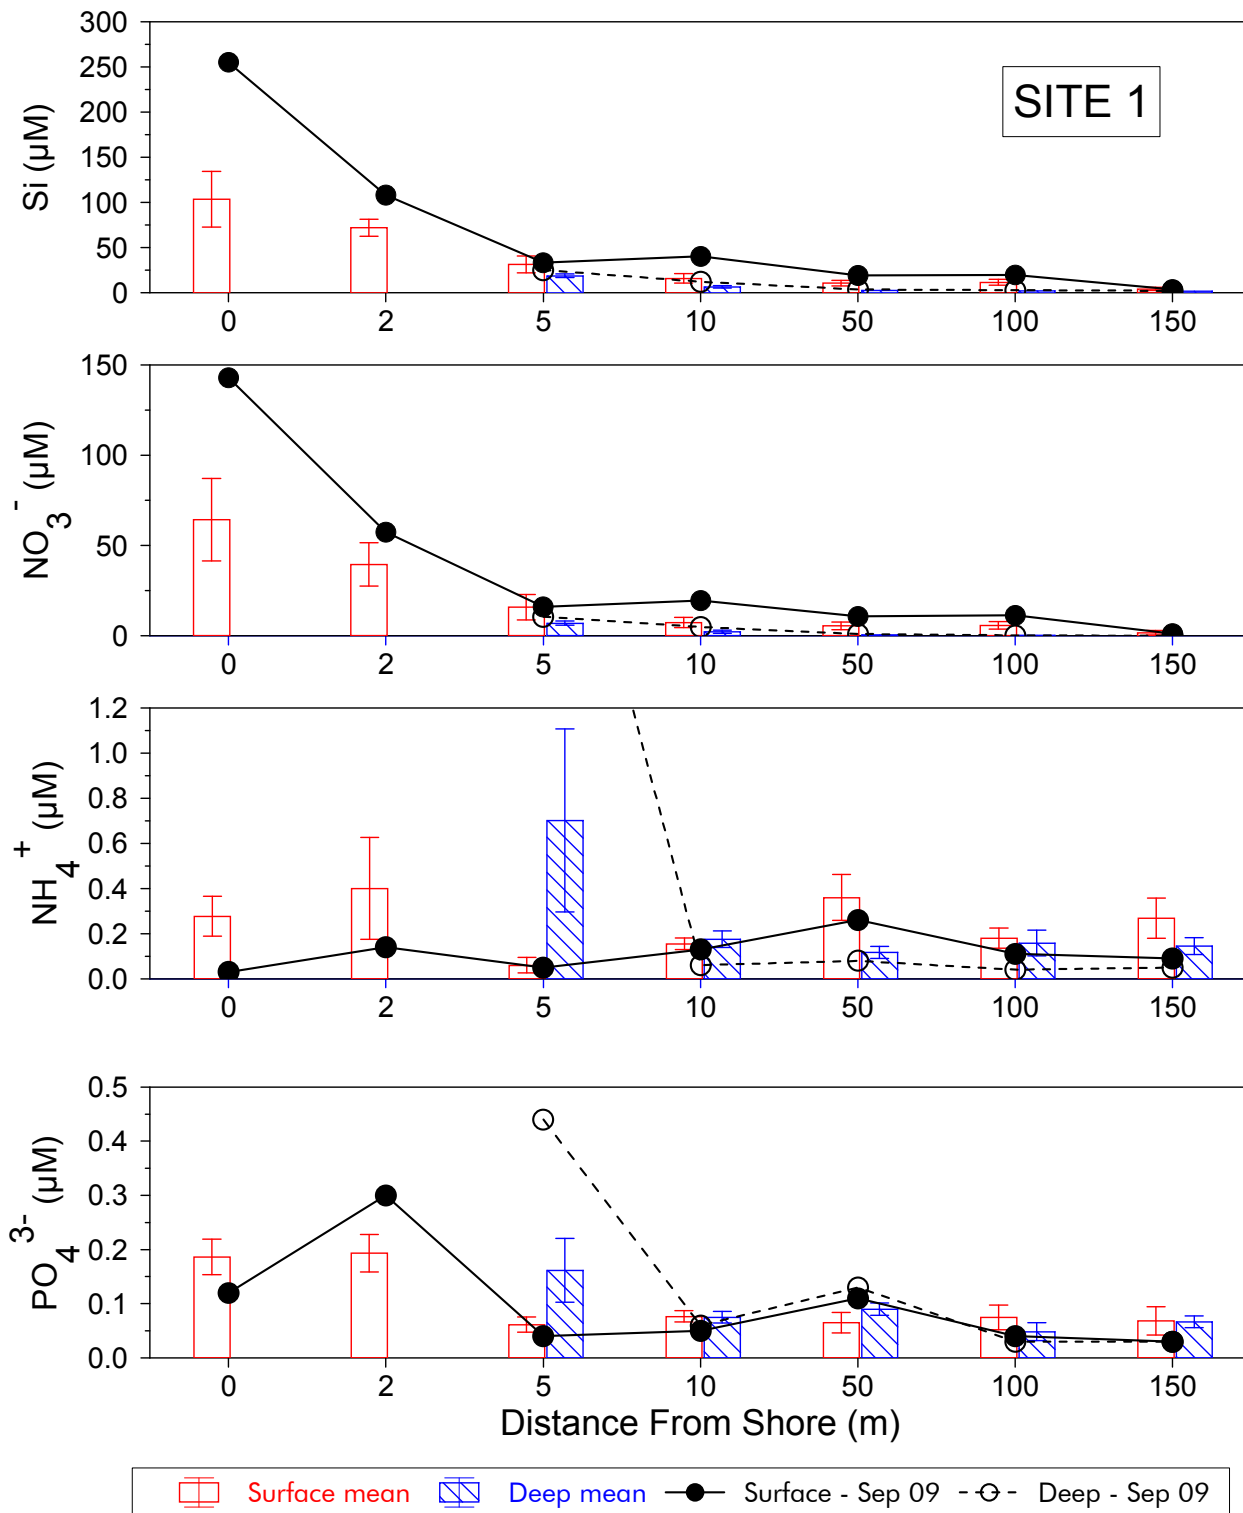 SITE 1
Si (µM)
300
250
200
150
100
50
0
0 2 5 10 50 100 150
NO3- (µM)
150
100
50
0
0 2 5 10 50 100 150
NH4+ (µM)
1.2
1.0
0.8
0.6
0.4
0.2
0.0
0 2 5 10 50 100 150
PO43- (µM)
0.5
0.4
0.3
0.2
0.1
0.0
0 2 5 10 50 100 150
Distance From Shore (m)
Surface mean Deep mean Surface - Sep 09 Deep - Sep 09